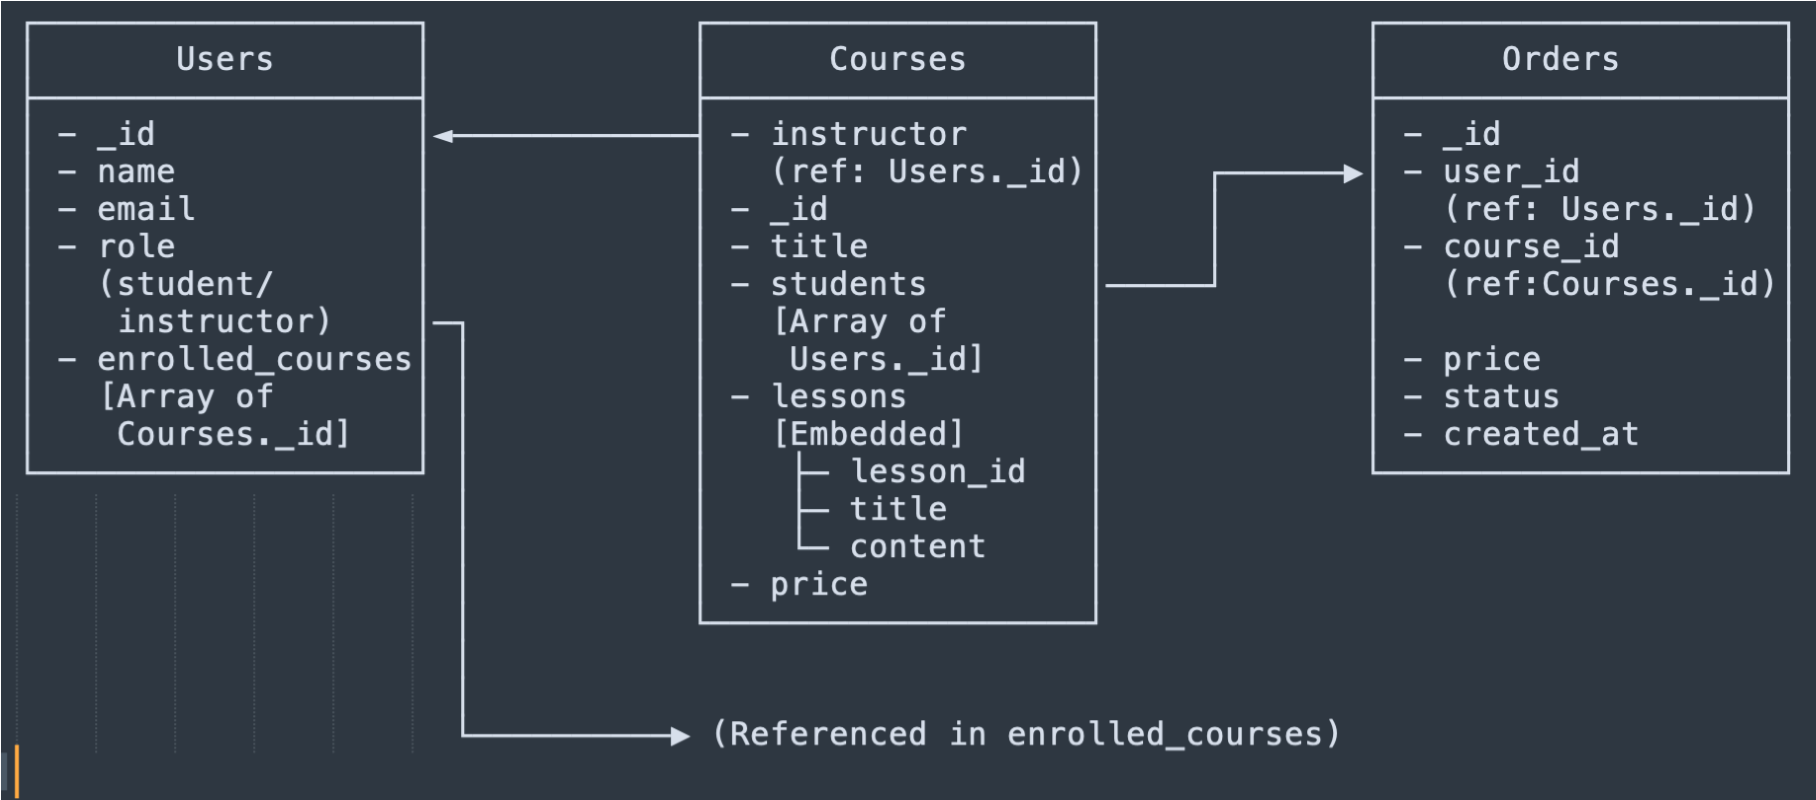 Users
- _id
- name
- email
- role
(student/
instructor)
- enrolled_courses
[Array of
Courses._id]
Courses
- instructor
(ref: Users._id)
- _id
- title
- students
[Array of
Users._id]
- lessons
[Embedded]
├─ lesson_id
├─ title
└─ content
- price
Orders
- _id
- user_id
(ref: Users._id)
- course_id
(ref:Courses._id)
- price
- status
- created_at
(Referenced in enrolled_courses)